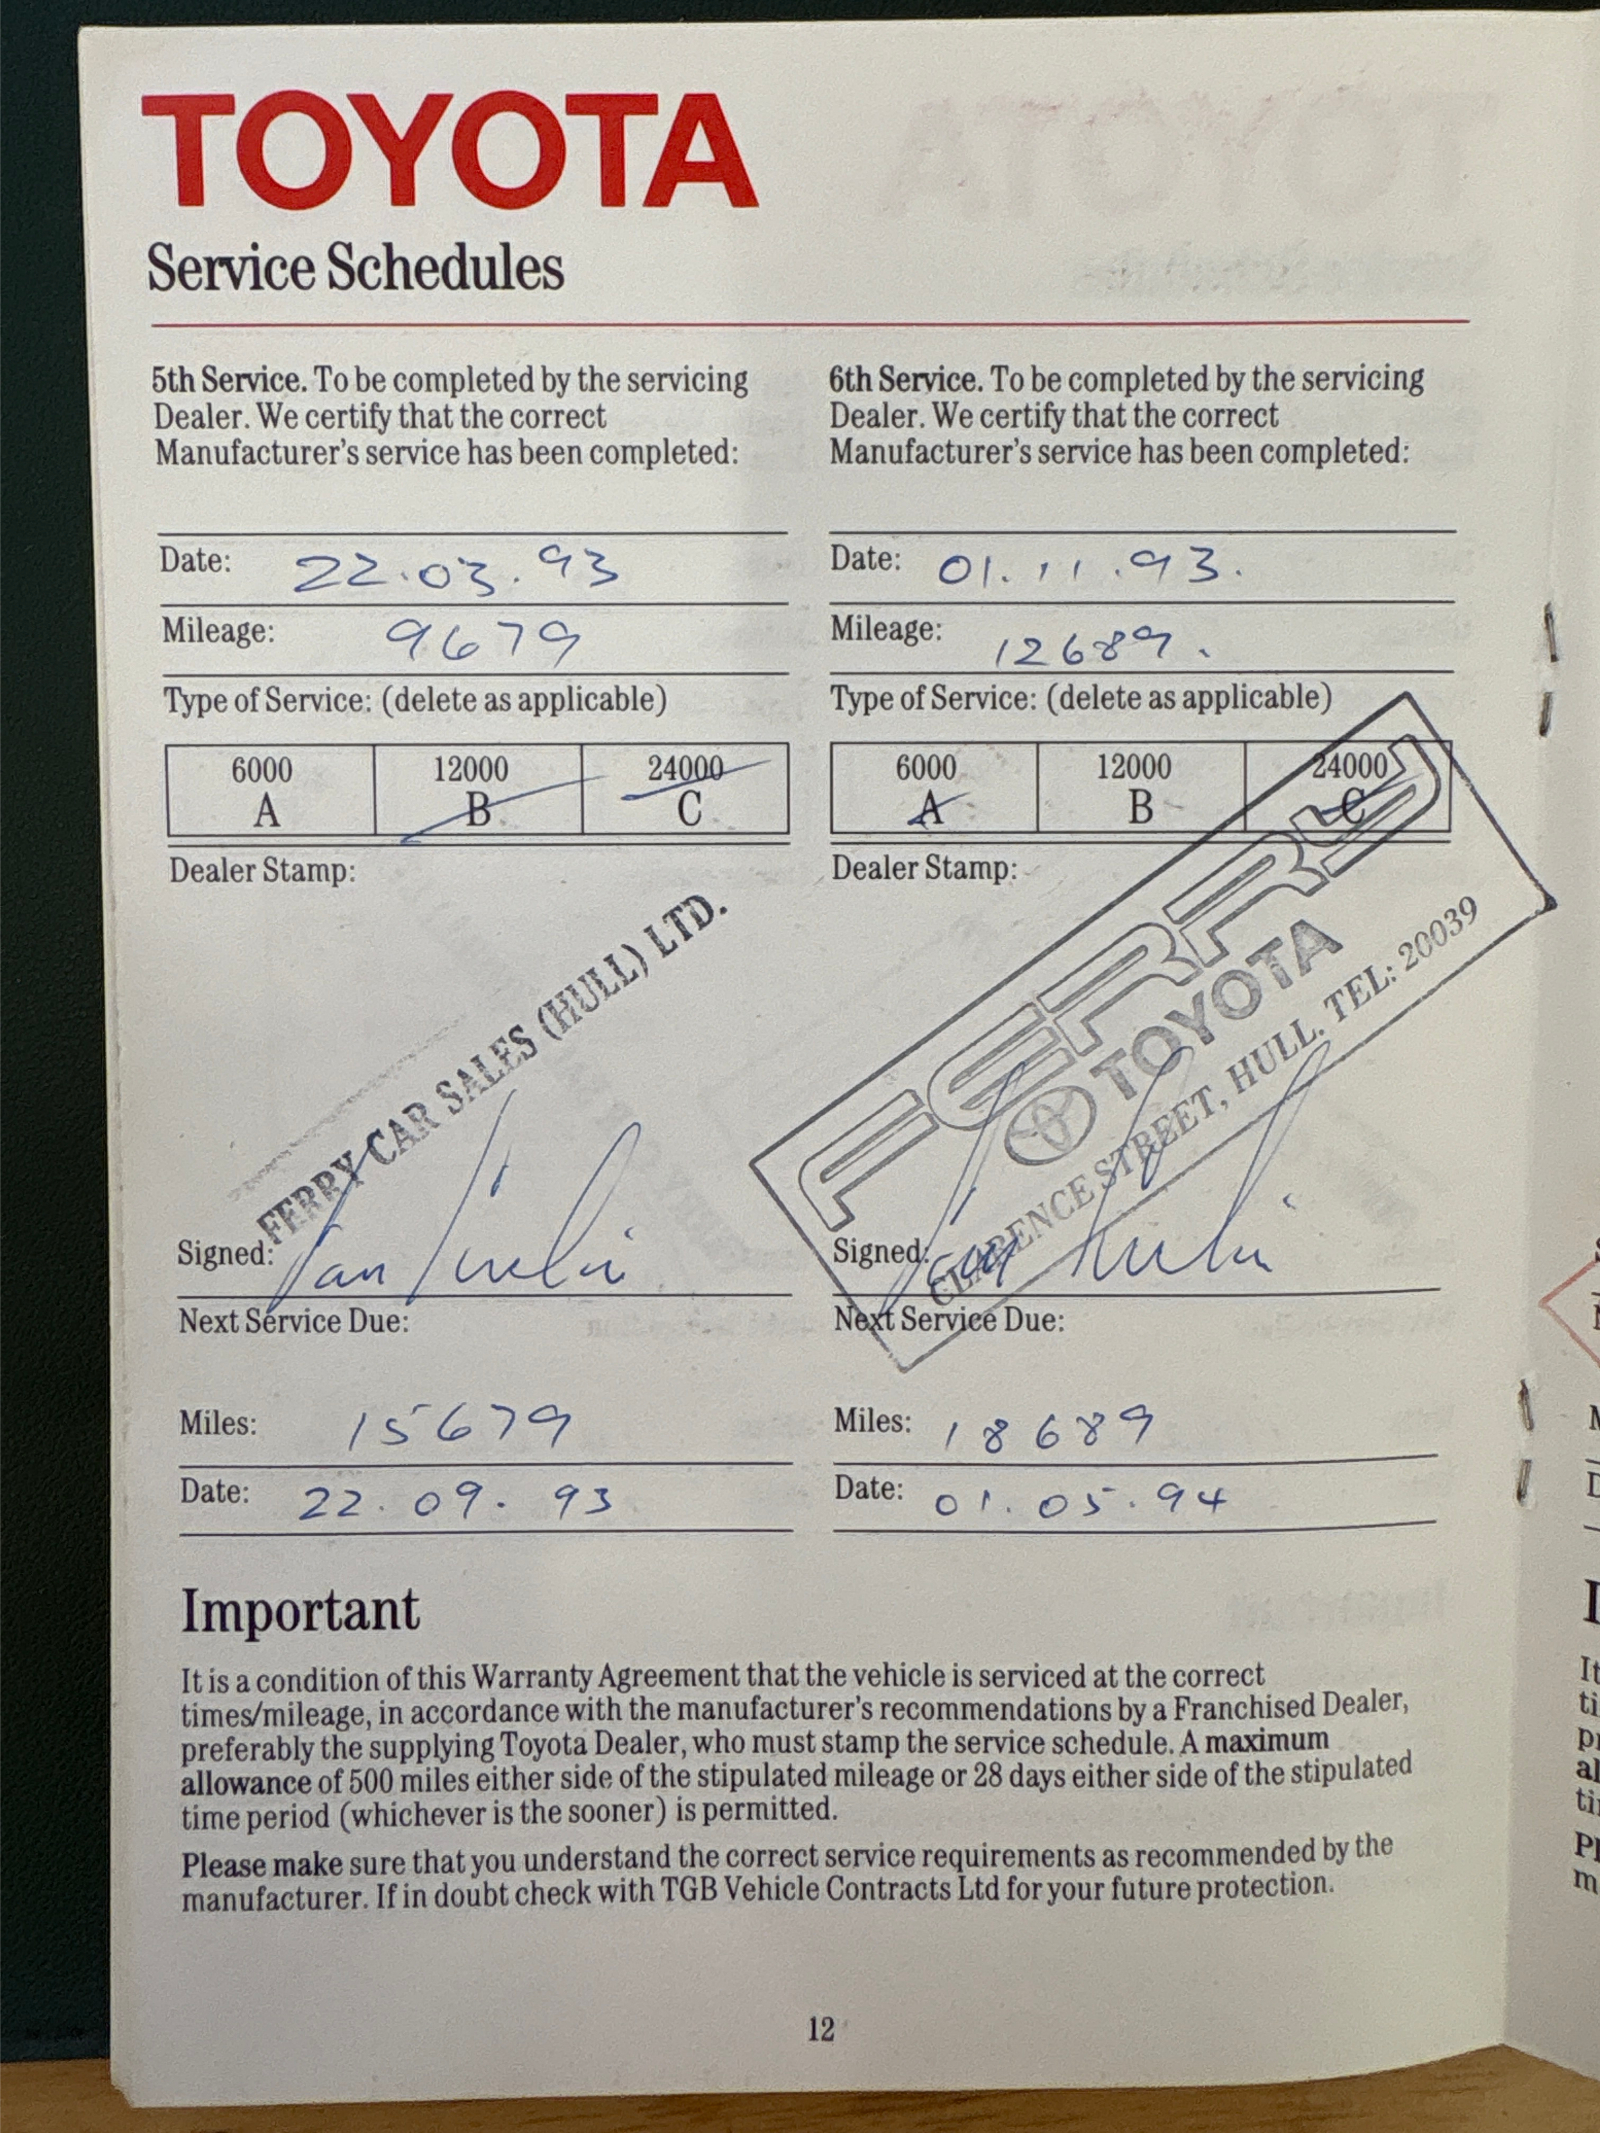 TOYOTA
Service Schedules
5th Service. To be completed by the servicing
Dealer. We certify that the correct
Manufacturer's service has been completed:
Date: 22.03.93
Mileage: 9679
Type of Service: (delete as applicable)
6000 12000 24000
A B C
Dealer Stamp:
FERRY CAR SALES (HULL) LTD.
Signed:
Next Service Due:
Miles: 15679
Date: 22.09.93
6th Service. To be completed by the servicing
Dealer. We certify that the correct
Manufacturer's service has been completed:
Date: 01.11.93.
Mileage: 12689.
Type of Service: (delete as applicable)
6000 12000 24000
A B C
Dealer Stamp:
FERRY
TOYOTA
CLARENCE STREET, HULL. TEL: 20039
Signed:
Next Service Due:
Miles: 18689
Date: 01.05.94
Important
It is a condition of this Warranty Agreement that the vehicle is serviced at the correct
times/mileage, in accordance with the manufacturer's recommendations by a Franchised Dealer,
preferably the supplying Toyota Dealer, who must stamp the service schedule. A maximum
allowance of 500 miles either side of the stipulated mileage or 28 days either side of the stipulated
time period (whichever is the sooner) is permitted.
Please make sure that you understand the correct service requirements as recommended by the
manufacturer. If in doubt check with TGB Vehicle Contracts Ltd for your future protection.
12